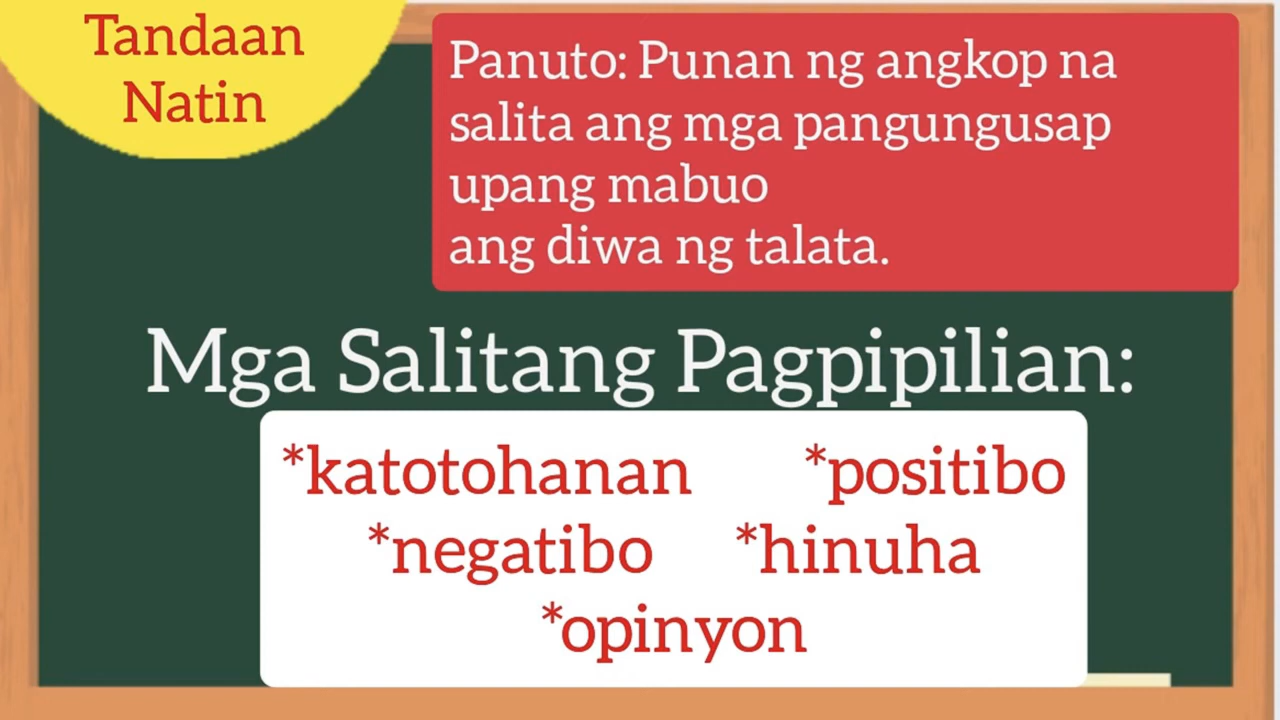 Tandaan
Natin
Panuto: Punan ng angkop na
salita ang mga pangungusap
upang mabuo
ang diwa ng talata.
Mga Salitang Pagpipilian:
*katotohanan *positibo
*negatibo *hinuha
*opinyon